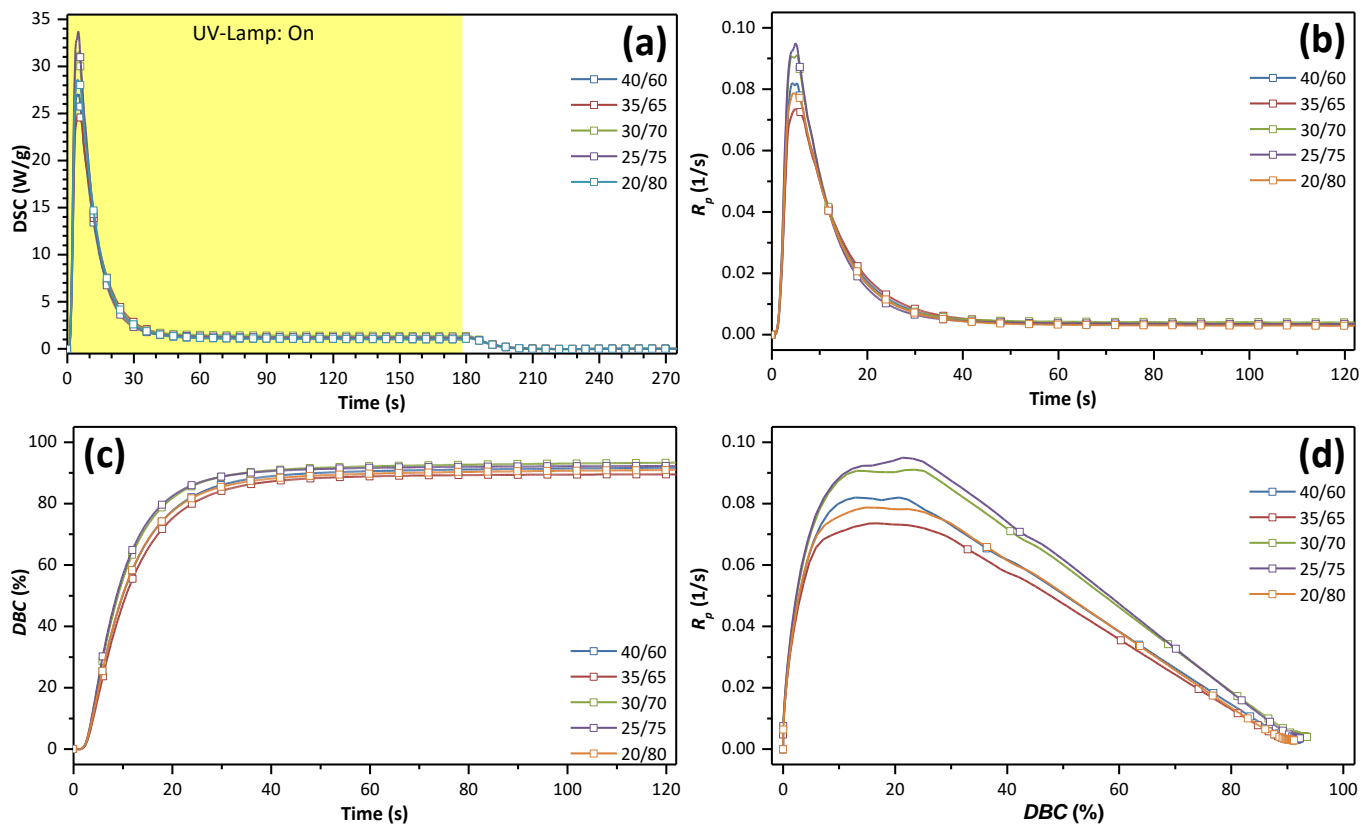 UV-Lamp: On
(a)
40/60
35/65
30/70
25/75
20/80
DSC (W/g)
35
30
25
20
15
10
5
0
0 30 60 90 120 150 180 210 240 270
Time (s)
(b)
40/60
35/65
30/70
25/75
20/80
Rp (1/s)
0.10
0.08
0.06
0.04
0.02
0.00
0 20 40 60 80 100 120
Time (s)
(c)
40/60
35/65
30/70
25/75
20/80
DBC (%)
100
80
60
40
20
0
0 20 40 60 80 100 120
Time (s)
(d)
40/60
35/65
30/70
25/75
20/80
Rp (1/s)
0.10
0.08
0.06
0.04
0.02
0.00
0 20 40 60 80 100
DBC (%)